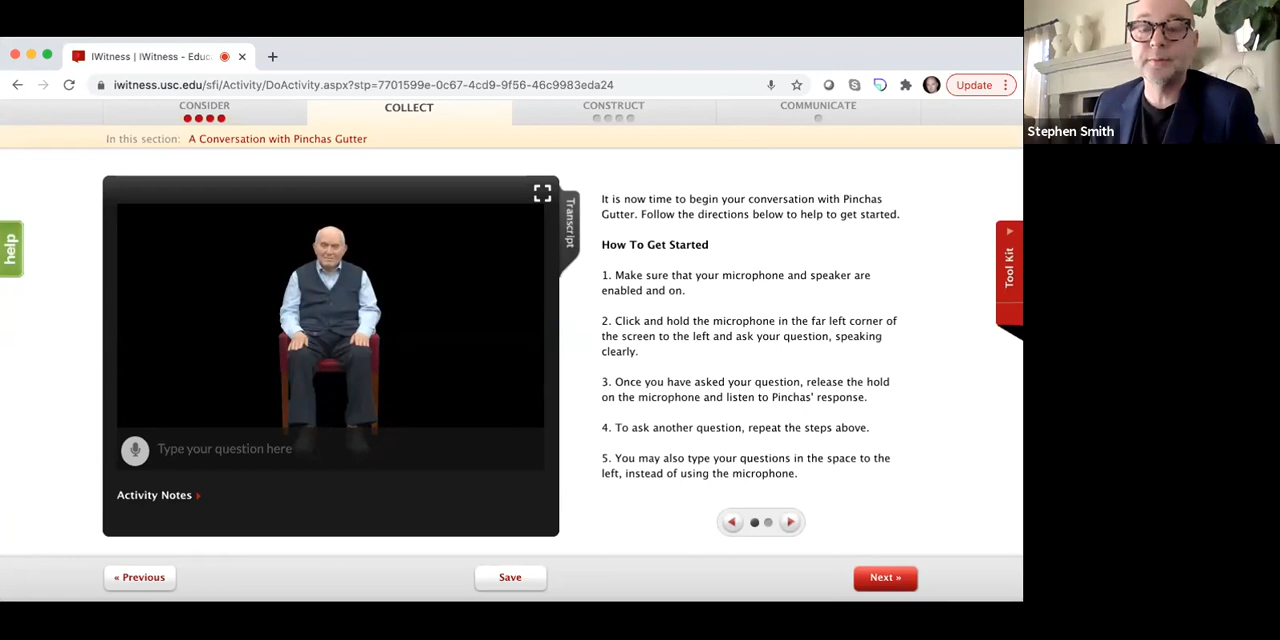 IWitness | IWitness - Educ
iwitness.usc.edu/sfi/Activity/DoActivity.aspx?stp=7701599e-0c67-4cd9-9f56-46c9983eda24
Update
Stephen Smith
CONSIDER
COLLECT
CONSTRUCT
COMMUNICATE
In this section: A Conversation with Pinchas Gutter
help
Transcript
Type your question here
Activity Notes
It is now time to begin your conversation with Pinchas
Gutter. Follow the directions below to help to get started.
How To Get Started
1. Make sure that your microphone and speaker are
enabled and on.
2. Click and hold the microphone in the far left corner of
the screen to the left and ask your question, speaking
clearly.
3. Once you have asked your question, release the hold
on the microphone and listen to Pinchas' response.
4. To ask another question, repeat the steps above.
5. You may also type your questions in the space to the
left, instead of using the microphone.
Tool Kit
« Previous
Save
Next »